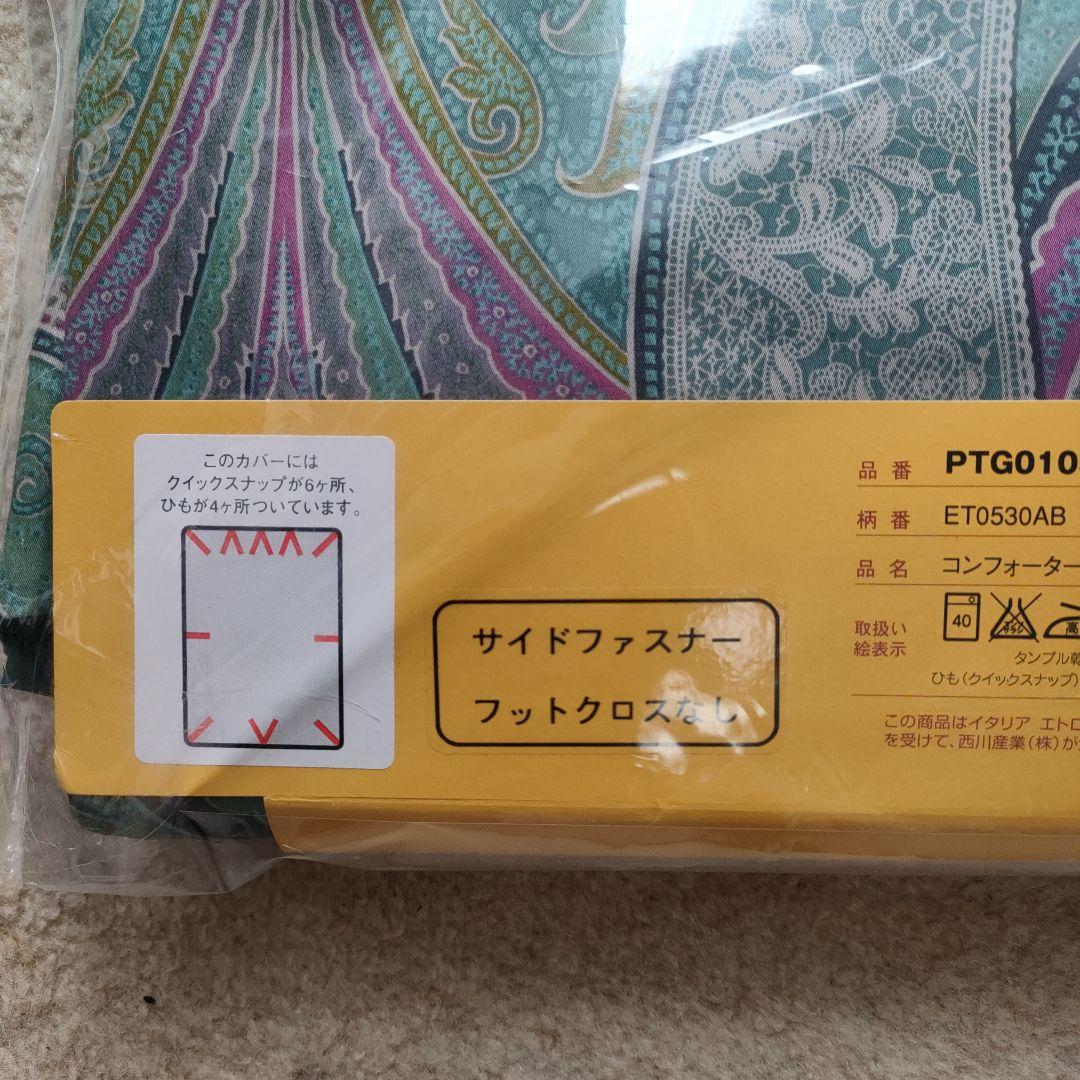 このカバーには
クイックスナップが6ヶ所、
ひもが4ヶ所ついています。
サイドファスナー
フットクロスなし
品番 PTG010
柄番 ET0530AB
品名 コンフォーター
取扱い
絵表示
40
高
タンブル乾
ひも(クイックスナップ)
この商品はイタリア エトロ
を受けて、西川産業(株)が